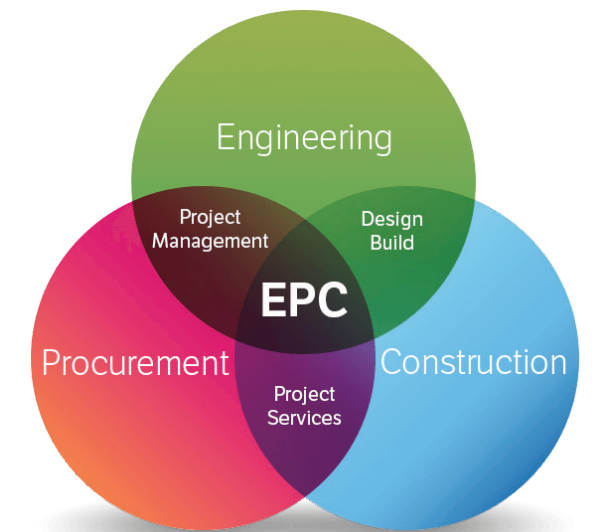 Engineering
Project
Management
Design
Build
EPC
Procurement
Construction
Project
Services